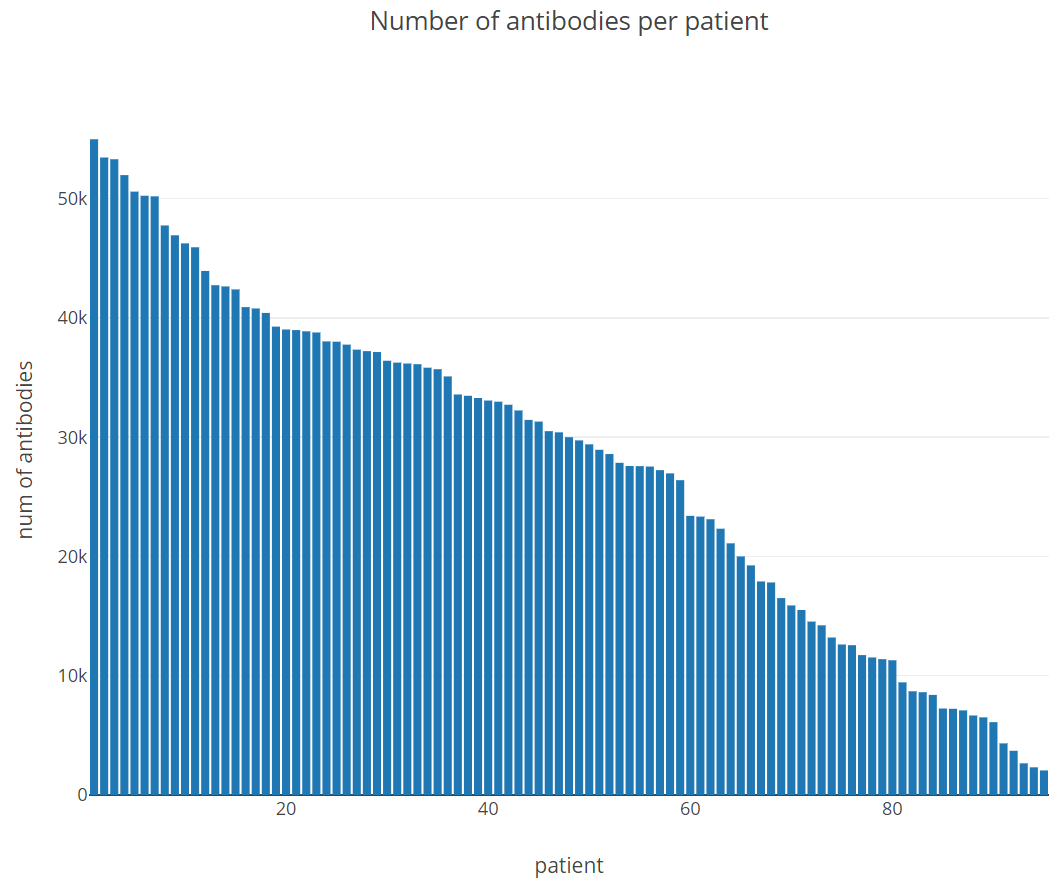 Number of antibodies per patient
num of antibodies
50k
40k
30k
20k
10k
0
20
40
60
80
patient